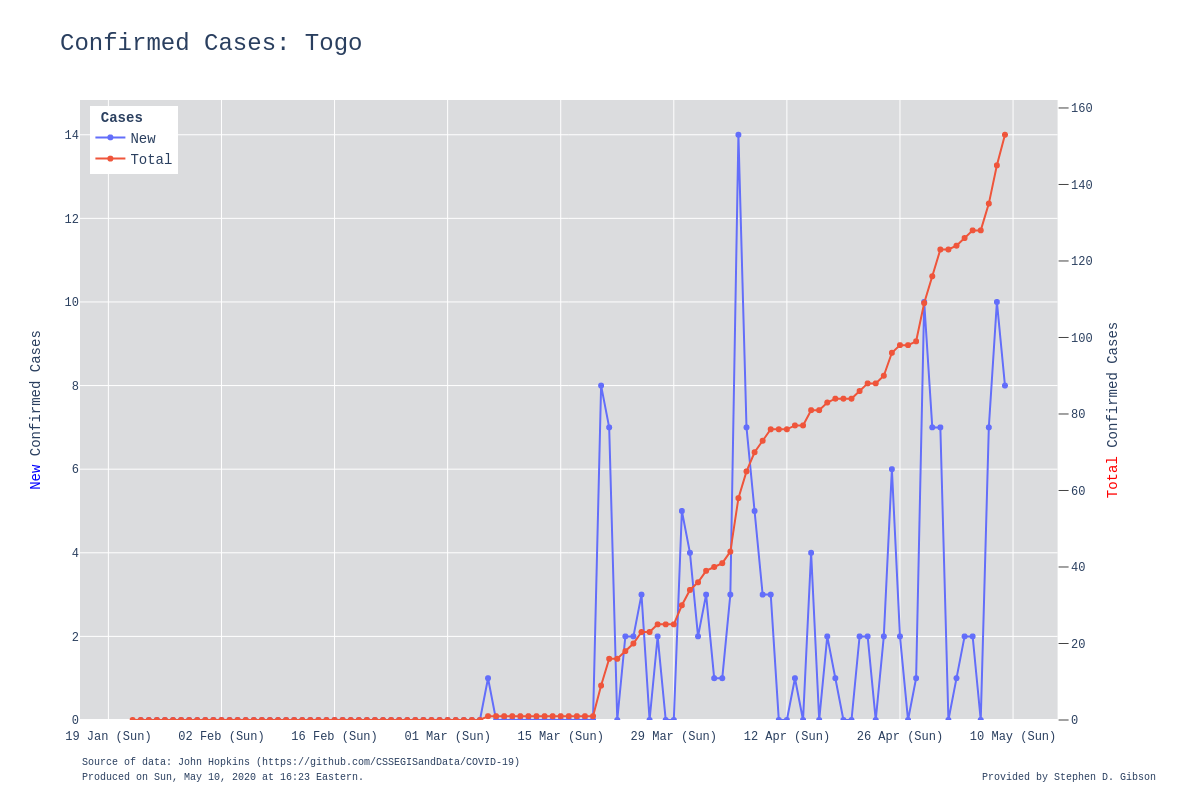 Confirmed Cases: Togo
Cases
New
Total
14
12
10
8
6
4
2
0
160
140
120
100
80
60
40
20
0
New Confirmed Cases
Total Confirmed Cases
19 Jan (Sun) 02 Feb (Sun) 16 Feb (Sun) 01 Mar (Sun) 15 Mar (Sun) 29 Mar (Sun) 12 Apr (Sun) 26 Apr (Sun) 10 May (Sun)
Source of data: John Hopkins (https://github.com/CSSEGISandData/COVID-19)
Produced on Sun, May 10, 2020 at 16:23 Eastern.
Provided by Stephen D. Gibson